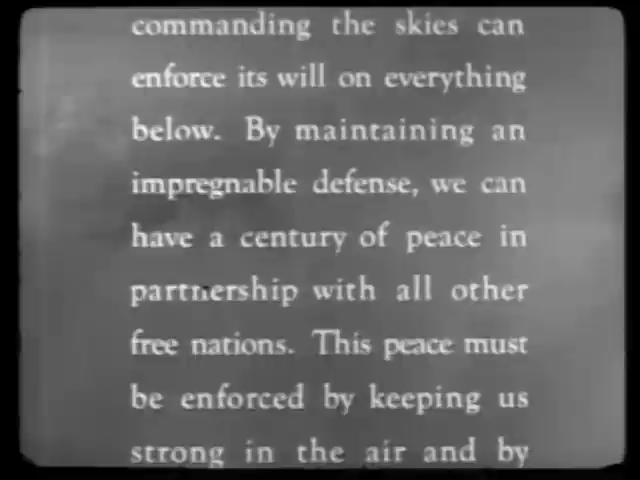 commanding the skies can
enforce its will on everything
below. By maintaining an
impregnable defense, we can
have a century of peace in
partnership with all other
free nations. This peace must
be enforced by keeping us
strong in the air and by